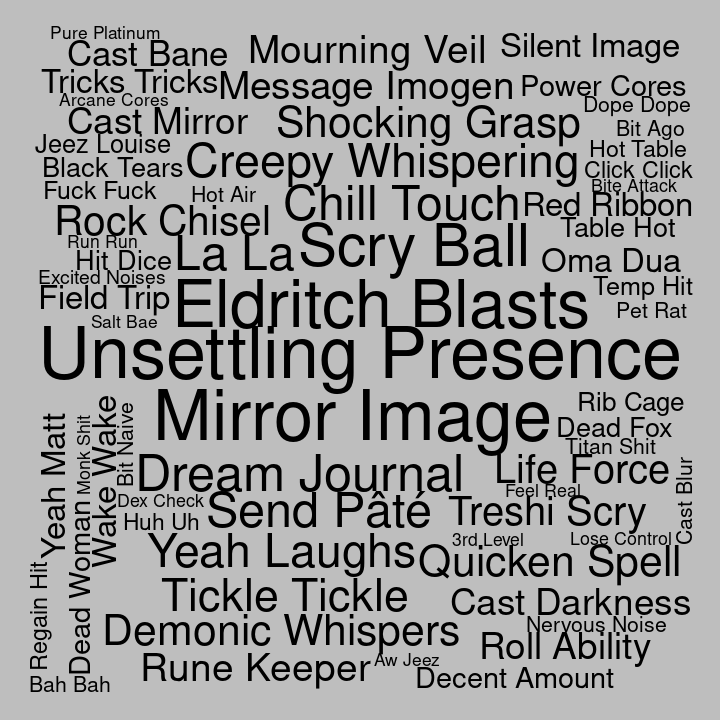 Pure Platinum
Cast Bane
Mourning Veil
Silent Image
Tricks Tricks
Message Imogen
Power Cores
Arcane Cores
Dope Dope
Cast Mirror
Shocking Grasp
Bit Ago
Jeez Louise
Hot Table
Black Tears
Creepy Whispering
Click Click
Fuck Fuck
Hot Air
Bite Attack
Rock Chisel
Chill Touch
Red Ribbon
Table Hot
Run Run
Hit Dice
La La
Scry Ball
Oma Dua
Excited Noises
Temp Hit
Field Trip
Eldritch Blasts
Pet Rat
Salt Bae
Unsettling Presence
Mirror Image
Rib Cage
Dead Fox
Titan Shit
Yeah Matt
Monk Shit
Wake Wake
Bit Naive
Dream Journal
Life Force
Feel Real
Cast Blur
Dex Check
Huh Uh
Send Pâté
Treshi Scry
3rd Level
Lose Control
Regain Hit
Dead Woman
Yeah Laughs
Quicken Spell
Tickle Tickle
Cast Darkness
Nervous Noise
Demonic Whispers
Roll Ability
Rune Keeper
Aw Jeez
Decent Amount
Bah Bah